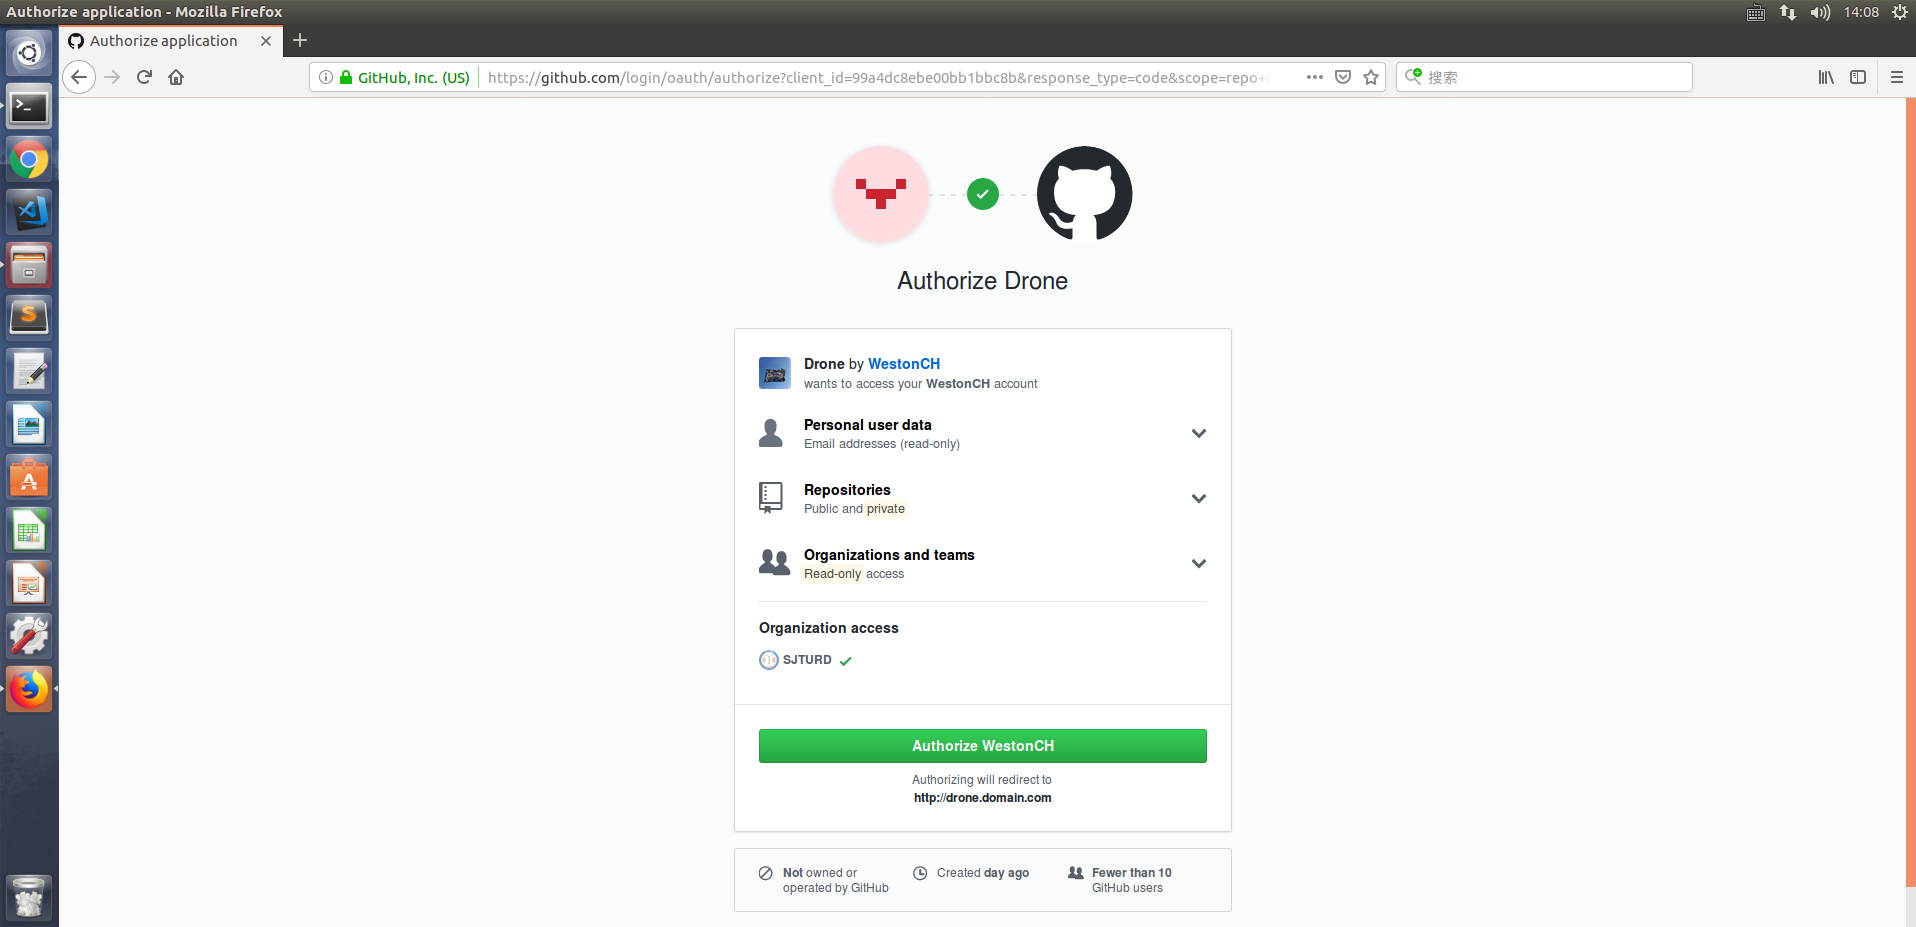 Authorize application - Mozilla Firefox
14:08
Authorize application
GitHub, Inc. (US)
https://github.com/login/oauth/authorize?client_id=99a4dc8ebe00bb1bbc8b&response_type=code&scope=repo+
搜索
Authorize Drone
Drone by WestonCH
wants to access your WestonCH account
Personal user data
Email addresses (read-only)
Repositories
Public and private
Organizations and teams
Read-only access
Organization access
SJTURD
Authorize WestonCH
Authorizing will redirect to
http://drone.domain.com
Not owned or
operated by GitHub
Created day ago
Fewer than 10
GitHub users